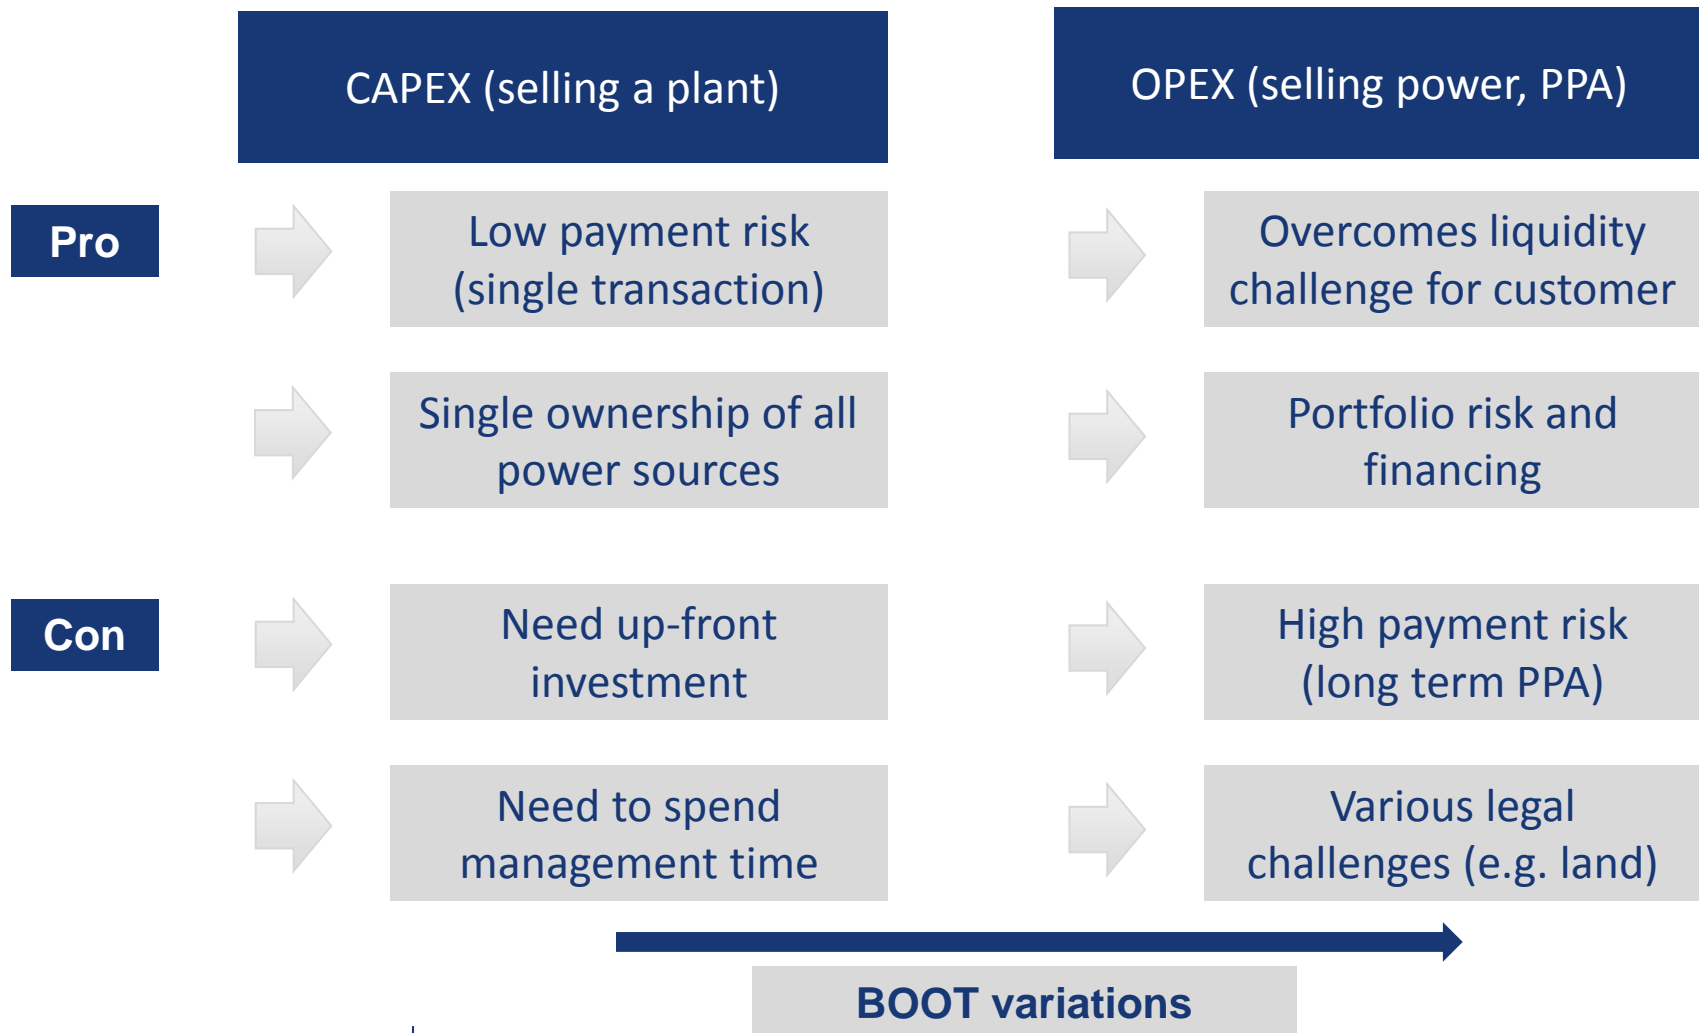 CAPEX (selling a plant)
OPEX (selling power, PPA)
Pro
Low payment risk
(single transaction)
Overcomes liquidity
challenge for customer
Single ownership of all
power sources
Portfolio risk and
financing
Con
Need up-front
investment
High payment risk
(long term PPA)
Need to spend
management time
Various legal
challenges (e.g. land)
BOOT variations